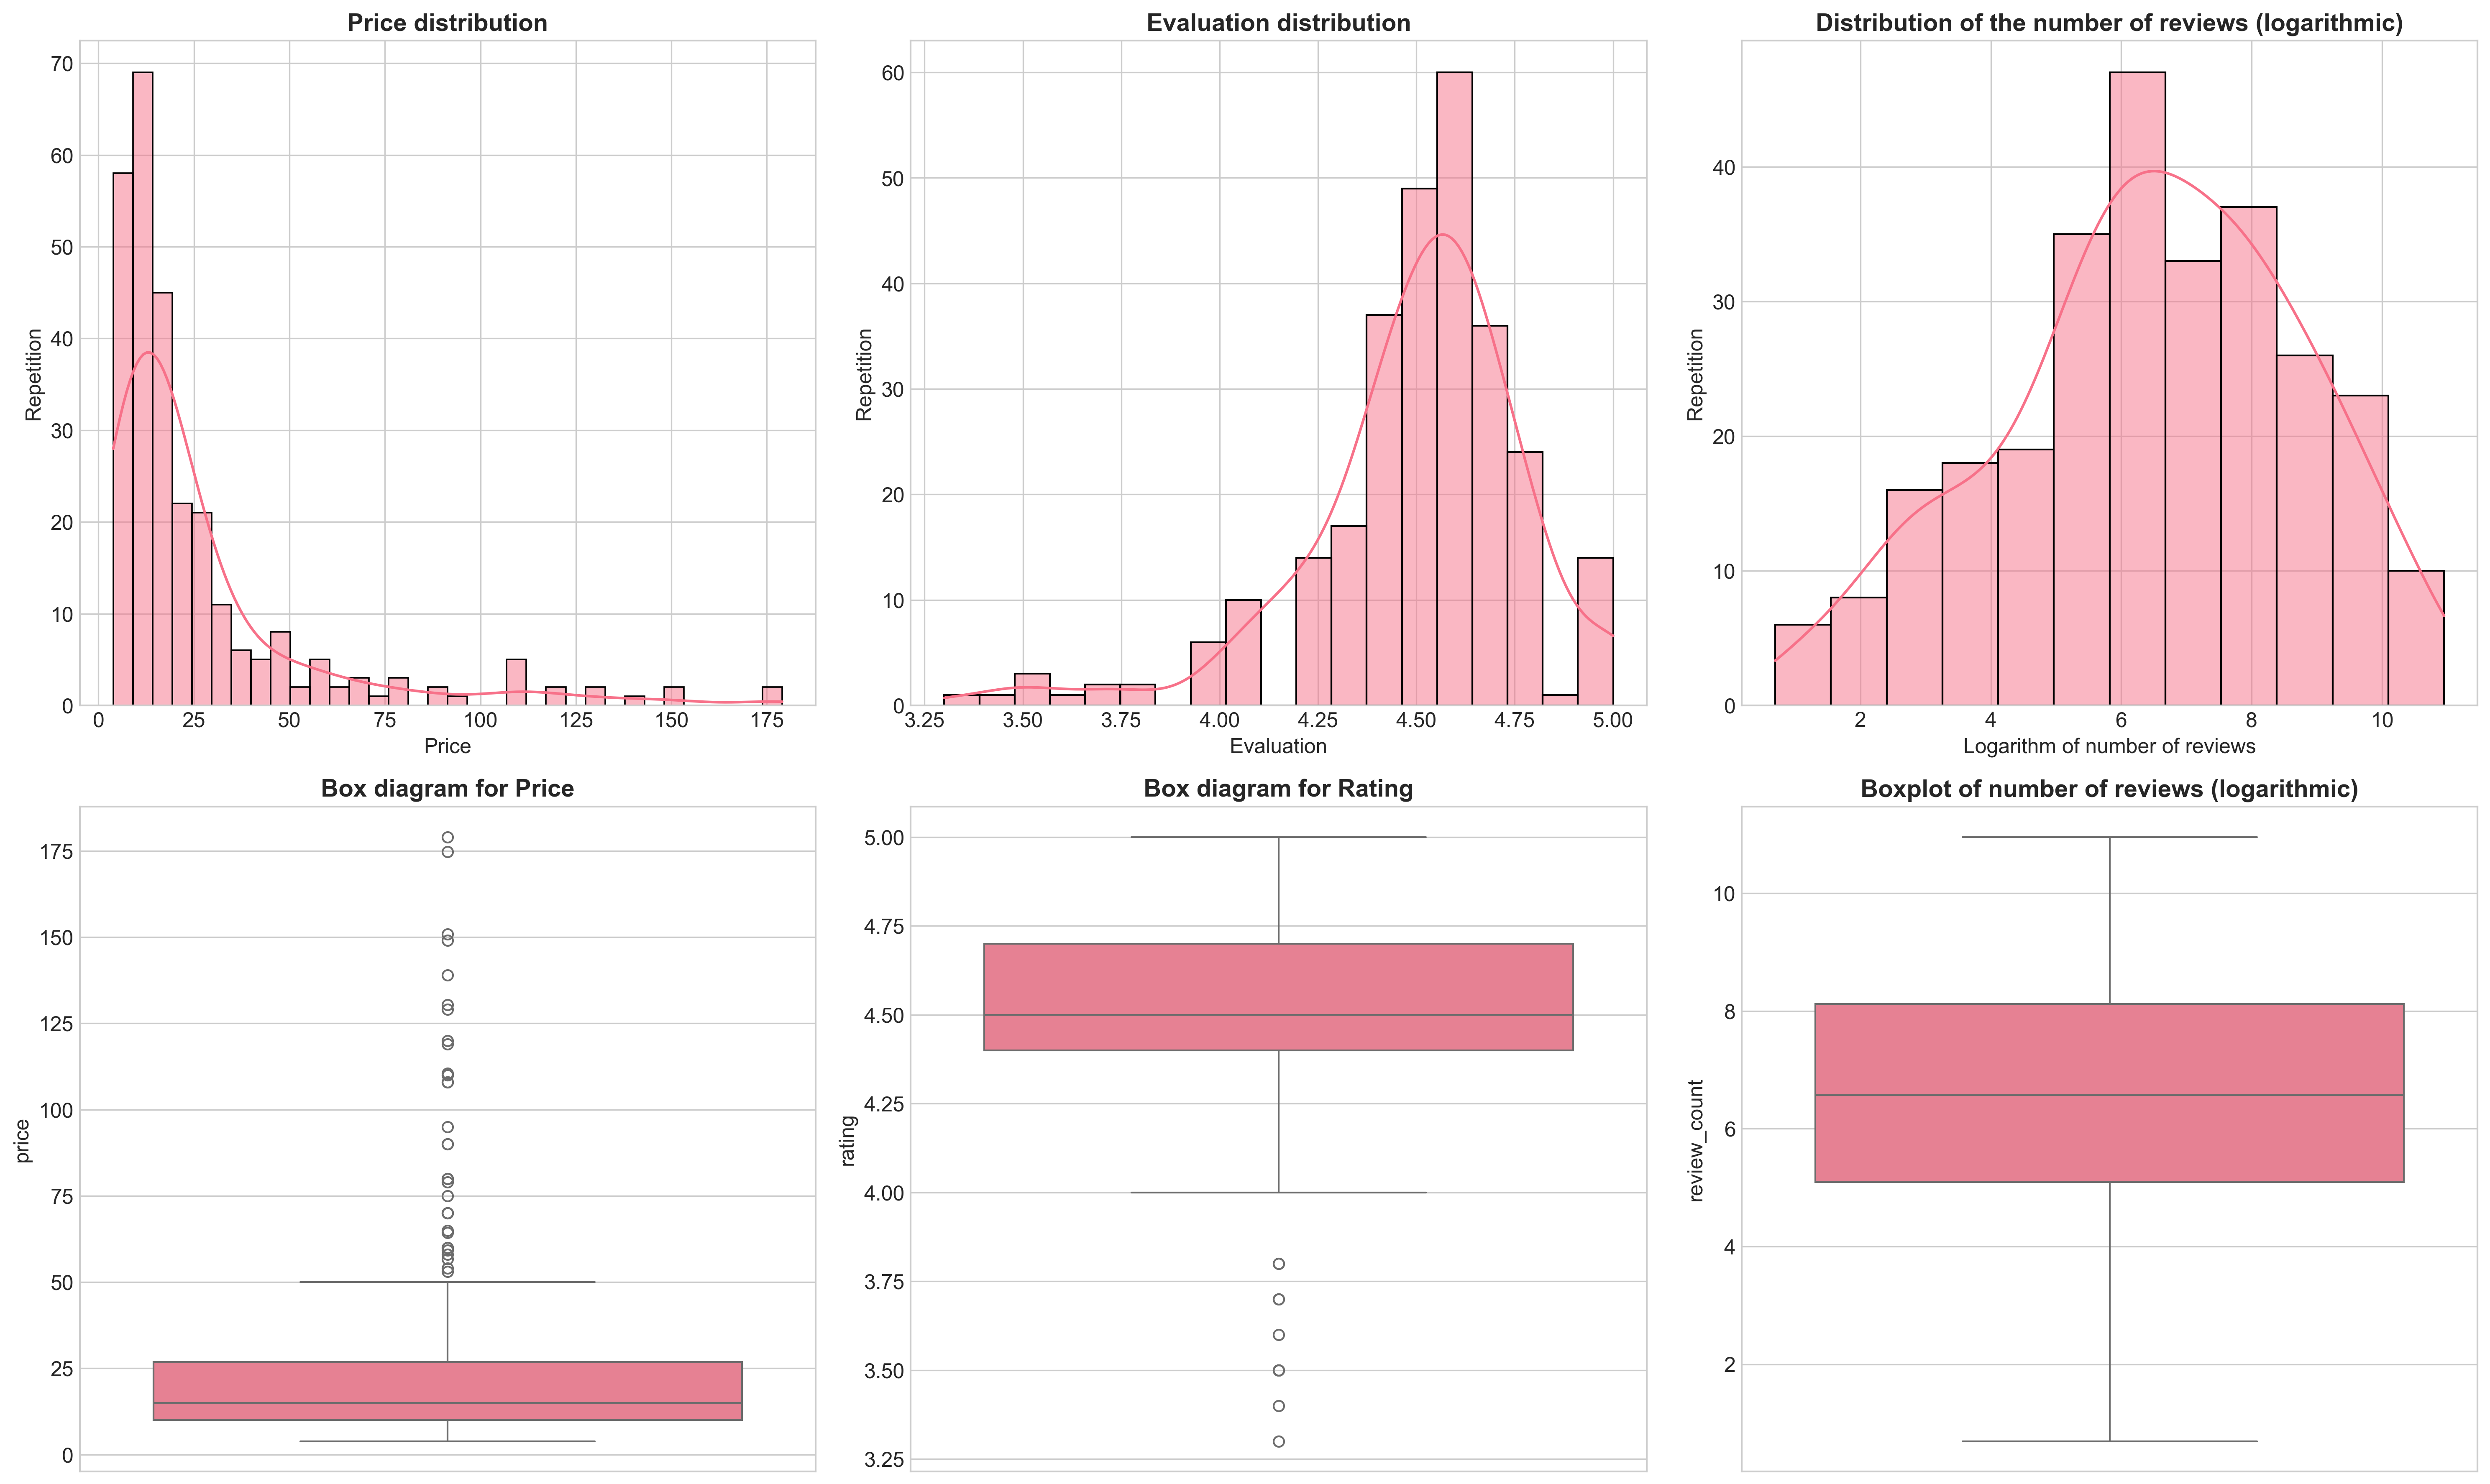 Price distribution
Repetition
70
60
50
40
30
20
10
0
0 25 50 75 100 125 150 175
Price
Evaluation distribution
Repetition
60
50
40
30
20
10
0
3.25 3.50 3.75 4.00 4.25 4.50 4.75 5.00
Evaluation
Distribution of the number of reviews (logarithmic)
Repetition
40
30
20
10
0
2 4 6 8 10
Logarithm of number of reviews
Box diagram for Price
price
175
150
125
100
75
50
25
0
Box diagram for Rating
rating
5.00
4.75
4.50
4.25
4.00
3.75
3.50
3.25
Boxplot of number of reviews (logarithmic)
review_count
10
8
6
4
2